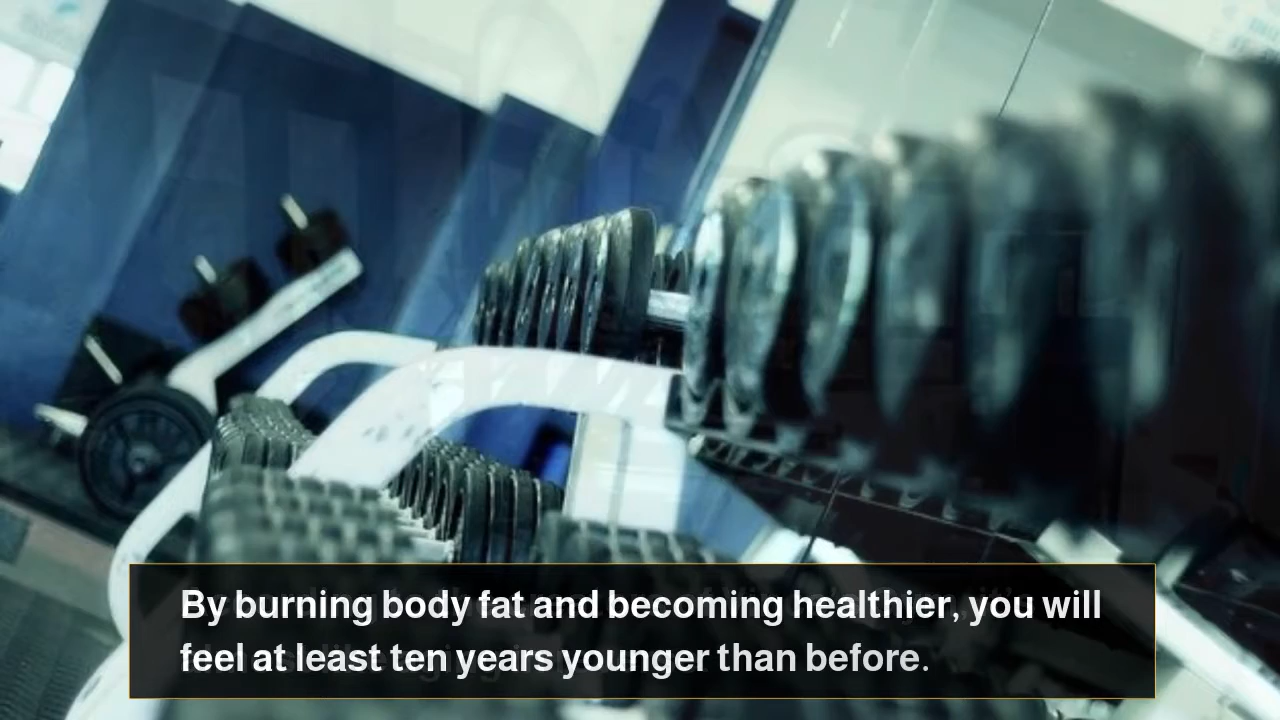 By burning body fat and becoming healthier, you will
feel at least ten years younger than before.